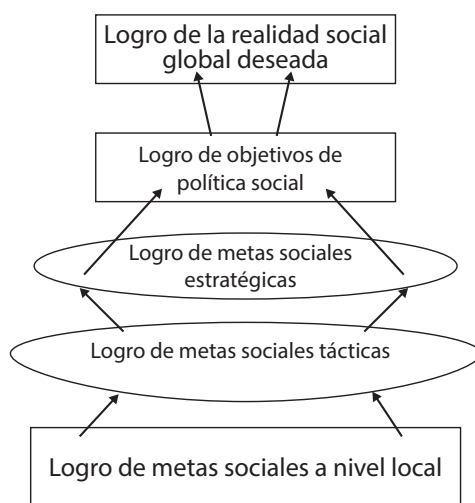 Logro de la realidad social
global deseada
Logro de objetivos de
política social
Logro de metas sociales
estratégicas
Logro de metas sociales tácticas
Logro de metas sociales a nivel local